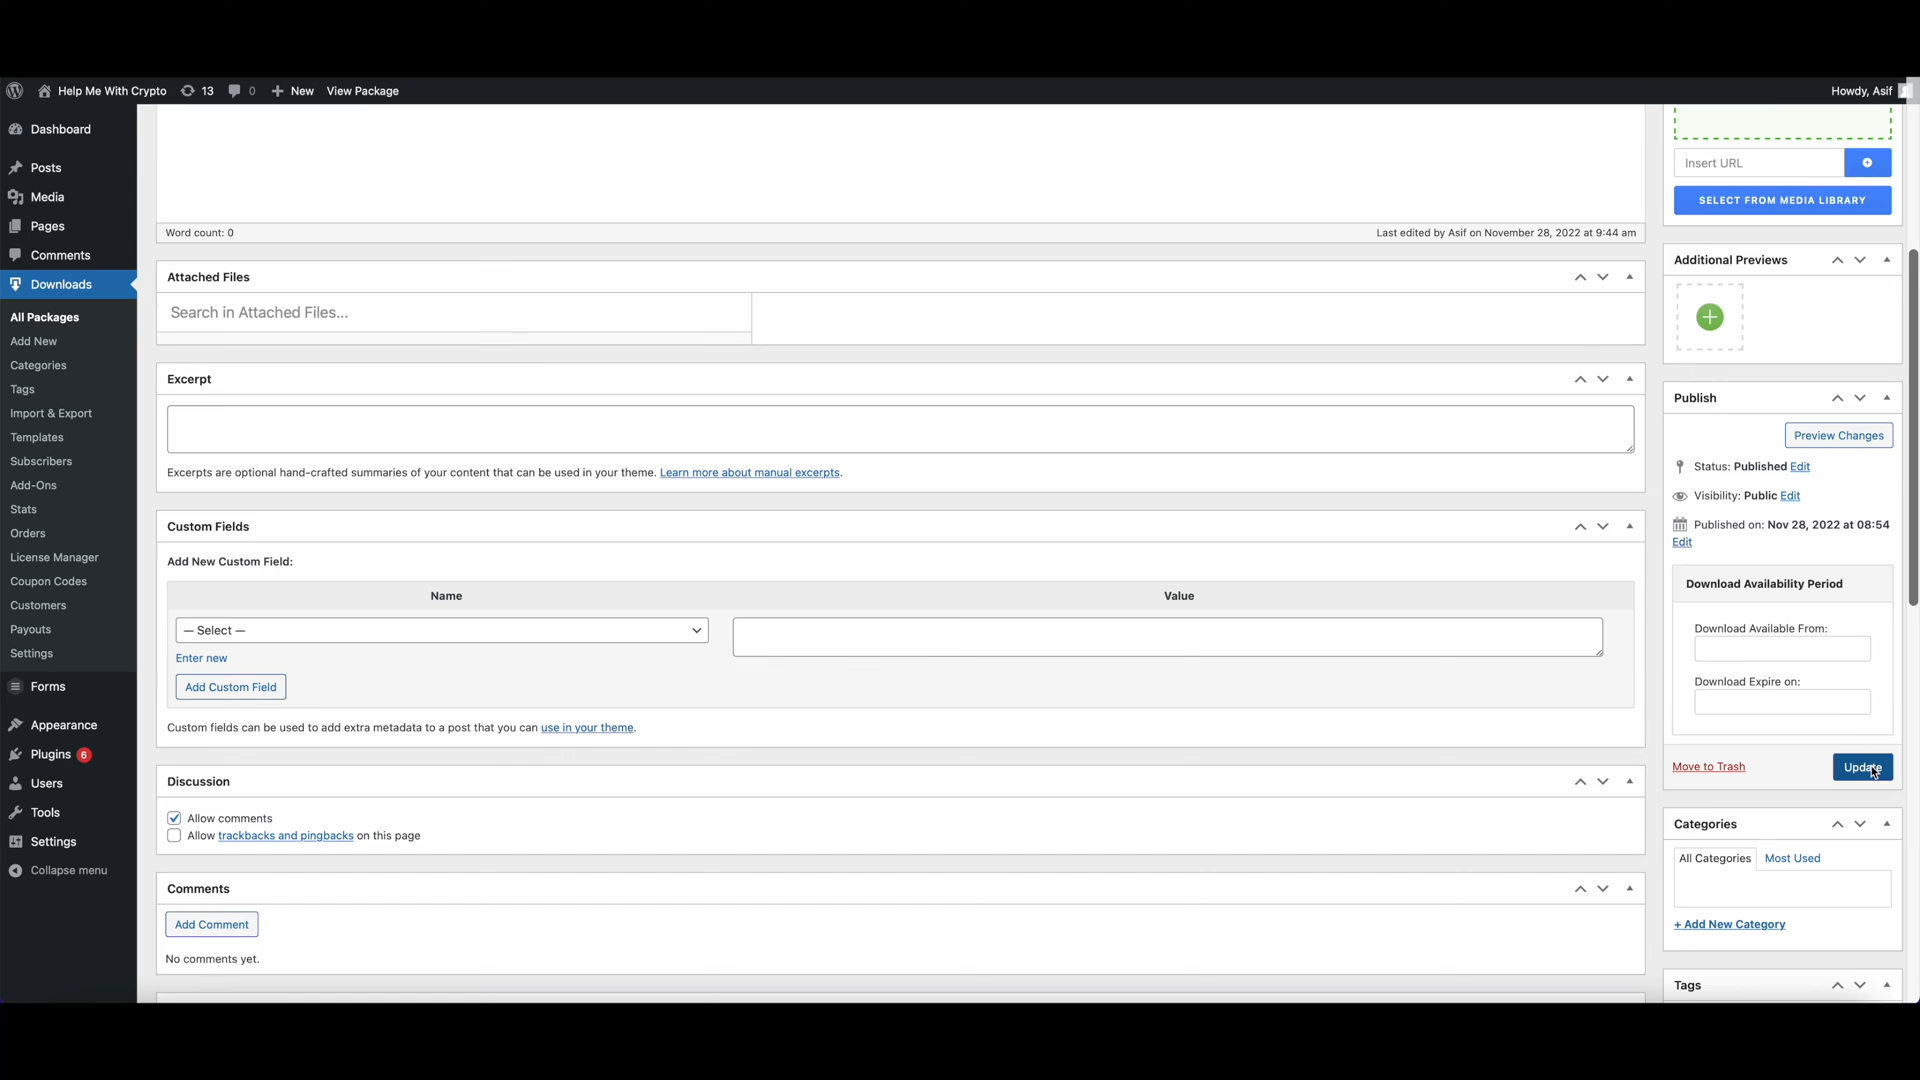 Help Me With Crypto 13 0 New View Package Howdy, Asif
Dashboard
Posts
Media
Pages
Comments
Downloads
All Packages
Add New
Categories
Tags
Import & Export
Templates
Subscribers
Add-Ons
Stats
Orders
License Manager
Coupon Codes
Customers
Payouts
Settings
Forms
Appearance
Plugins 6
Users
Tools
Settings
Collapse menu
Word count: 0 Last edited by Asif on November 28, 2022 at 9:44 am
Attached Files
Search in Attached Files...
Excerpt
Excerpts are optional hand-crafted summaries of your content that can be used in your theme. Learn more about manual excerpts.
Custom Fields
Add New Custom Field:
Name Value
— Select —
Enter new
Add Custom Field
Custom fields can be used to add extra metadata to a post that you can use in your theme.
Discussion
Allow comments
Allow trackbacks and pingbacks on this page
Comments
Add Comment
No comments yet.
Insert URL
SELECT FROM MEDIA LIBRARY
Additional Previews
Publish
Preview Changes
Status: Published Edit
Visibility: Public Edit
Published on: Nov 28, 2022 at 08:54
Edit
Download Availability Period
Download Available From:
Download Expire on:
Move to Trash Update
Categories
All Categories Most Used
+ Add New Category
Tags